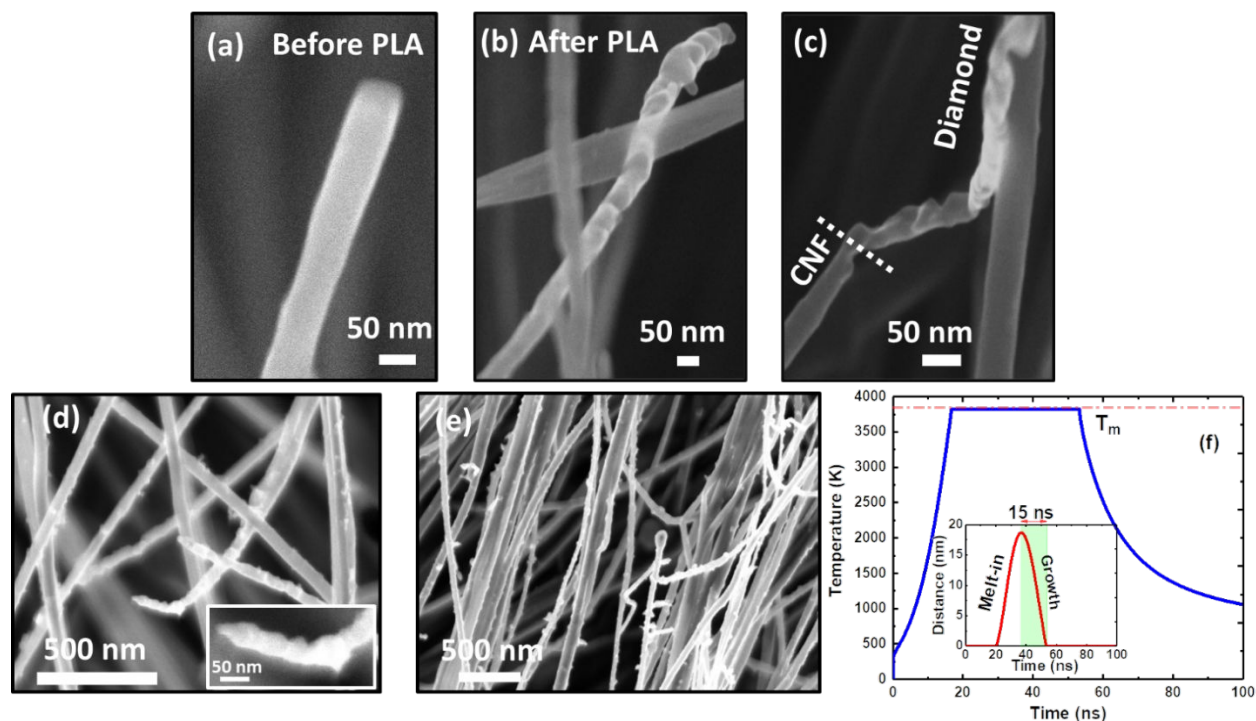 (a) Before PLA
50 nm
(b) After PLA
50 nm
(c)
Diamond
CNF
50 nm
(d)
500 nm
50 nm
(e)
500 nm
(f)
4000
3500
3000
2500
2000
1500
1000
500
0
Temperature (K)
T_m
15 ns
20
15
10
5
0
Distance (nm)
Melt-in
Growth
0 20 40 60 80 100
Time (ns)
0 20 40 60 80 100
Time (ns)